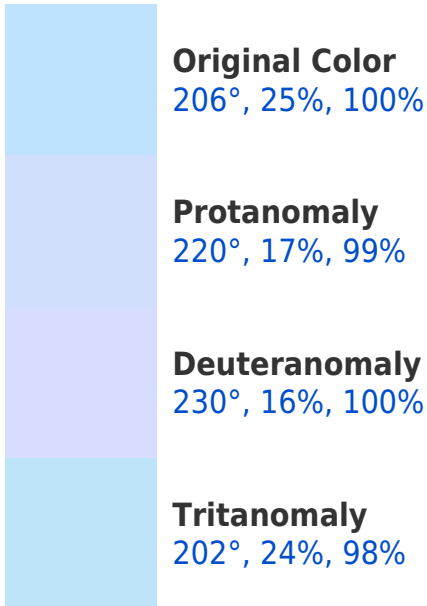 Original Color
206°, 25%, 100%
Protanomaly
220°, 17%, 99%
Deuteranomaly
230°, 16%, 100%
Tritanomaly
202°, 24%, 98%